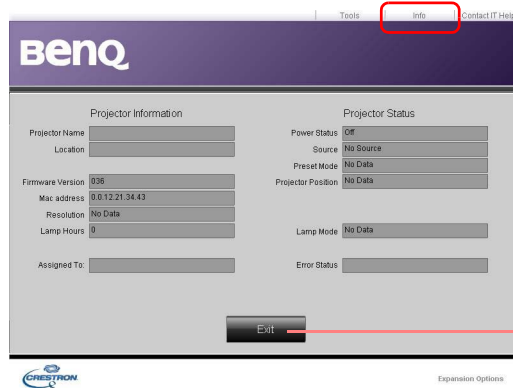 Tools Info Contact IT Help
BenQ
Projector Information
Projector Name
Location
Firmware Version 036
Mac address 0.0.12.21.34.43
Resolution No Data
Lamp Hours 0
Assigned To:
Projector Status
Power Status Off
Source No Source
Preset Mode No Data
Projector Position No Data
Lamp Mode No Data
Error Status
Exit
CRESTRON
Expansion Options